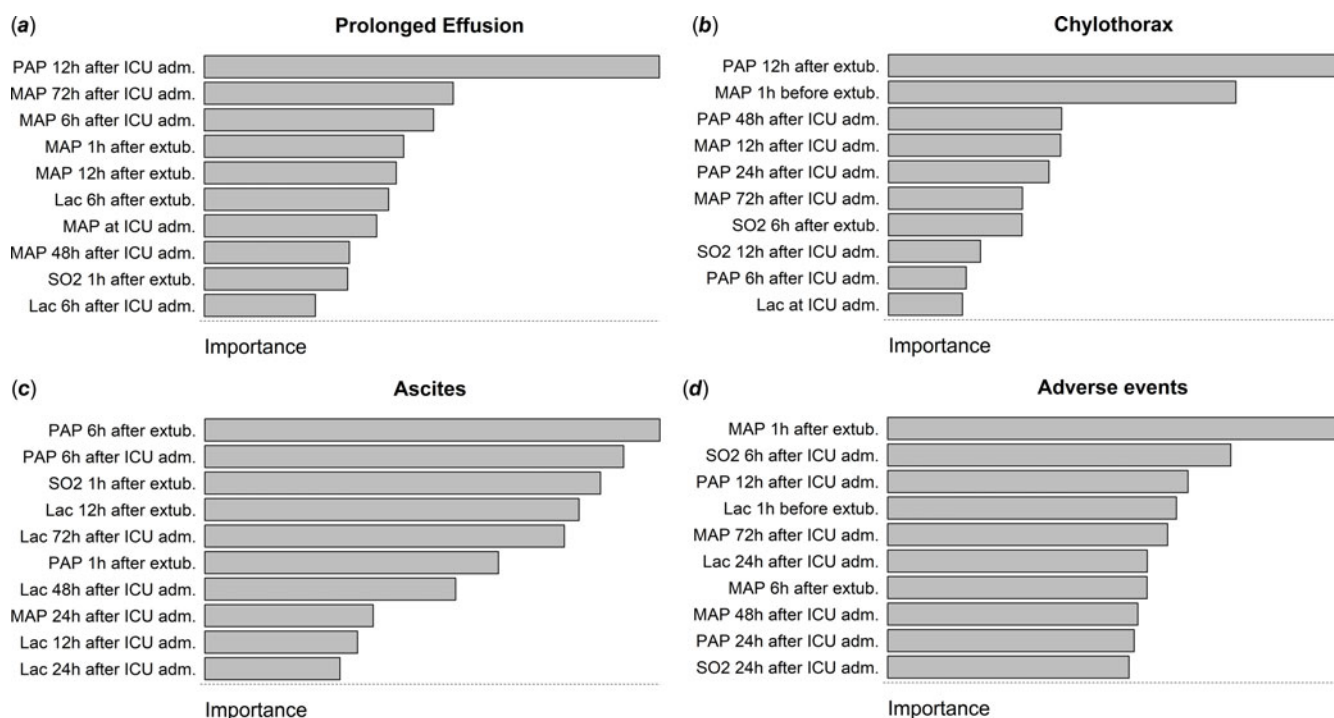 (a) Prolonged Effusion
PAP 12h after ICU adm.
MAP 72h after ICU adm.
MAP 6h after ICU adm.
MAP 1h after extub.
MAP 12h after extub.
Lac 6h after extub.
MAP at ICU adm.
MAP 48h after ICU adm.
SO2 1h after extub.
Lac 6h after ICU adm.
Importance
(b) Chylothorax
PAP 12h after extub.
MAP 1h before extub.
PAP 48h after ICU adm.
MAP 12h after ICU adm.
PAP 24h after ICU adm.
MAP 72h after ICU adm.
SO2 6h after extub.
SO2 12h after ICU adm.
PAP 6h after ICU adm.
Lac at ICU adm.
Importance
(c) Ascites
PAP 6h after extub.
PAP 6h after ICU adm.
SO2 1h after extub.
Lac 12h after extub.
Lac 72h after ICU adm.
PAP 1h after extub.
Lac 48h after ICU adm.
MAP 24h after ICU adm.
Lac 12h after ICU adm.
Lac 24h after ICU adm.
Importance
(d) Adverse events
MAP 1h after extub.
SO2 6h after ICU adm.
PAP 12h after ICU adm.
Lac 1h before extub.
MAP 72h after ICU adm.
Lac 24h after ICU adm.
MAP 6h after extub.
MAP 48h after ICU adm.
PAP 24h after ICU adm.
SO2 24h after ICU adm.
Importance